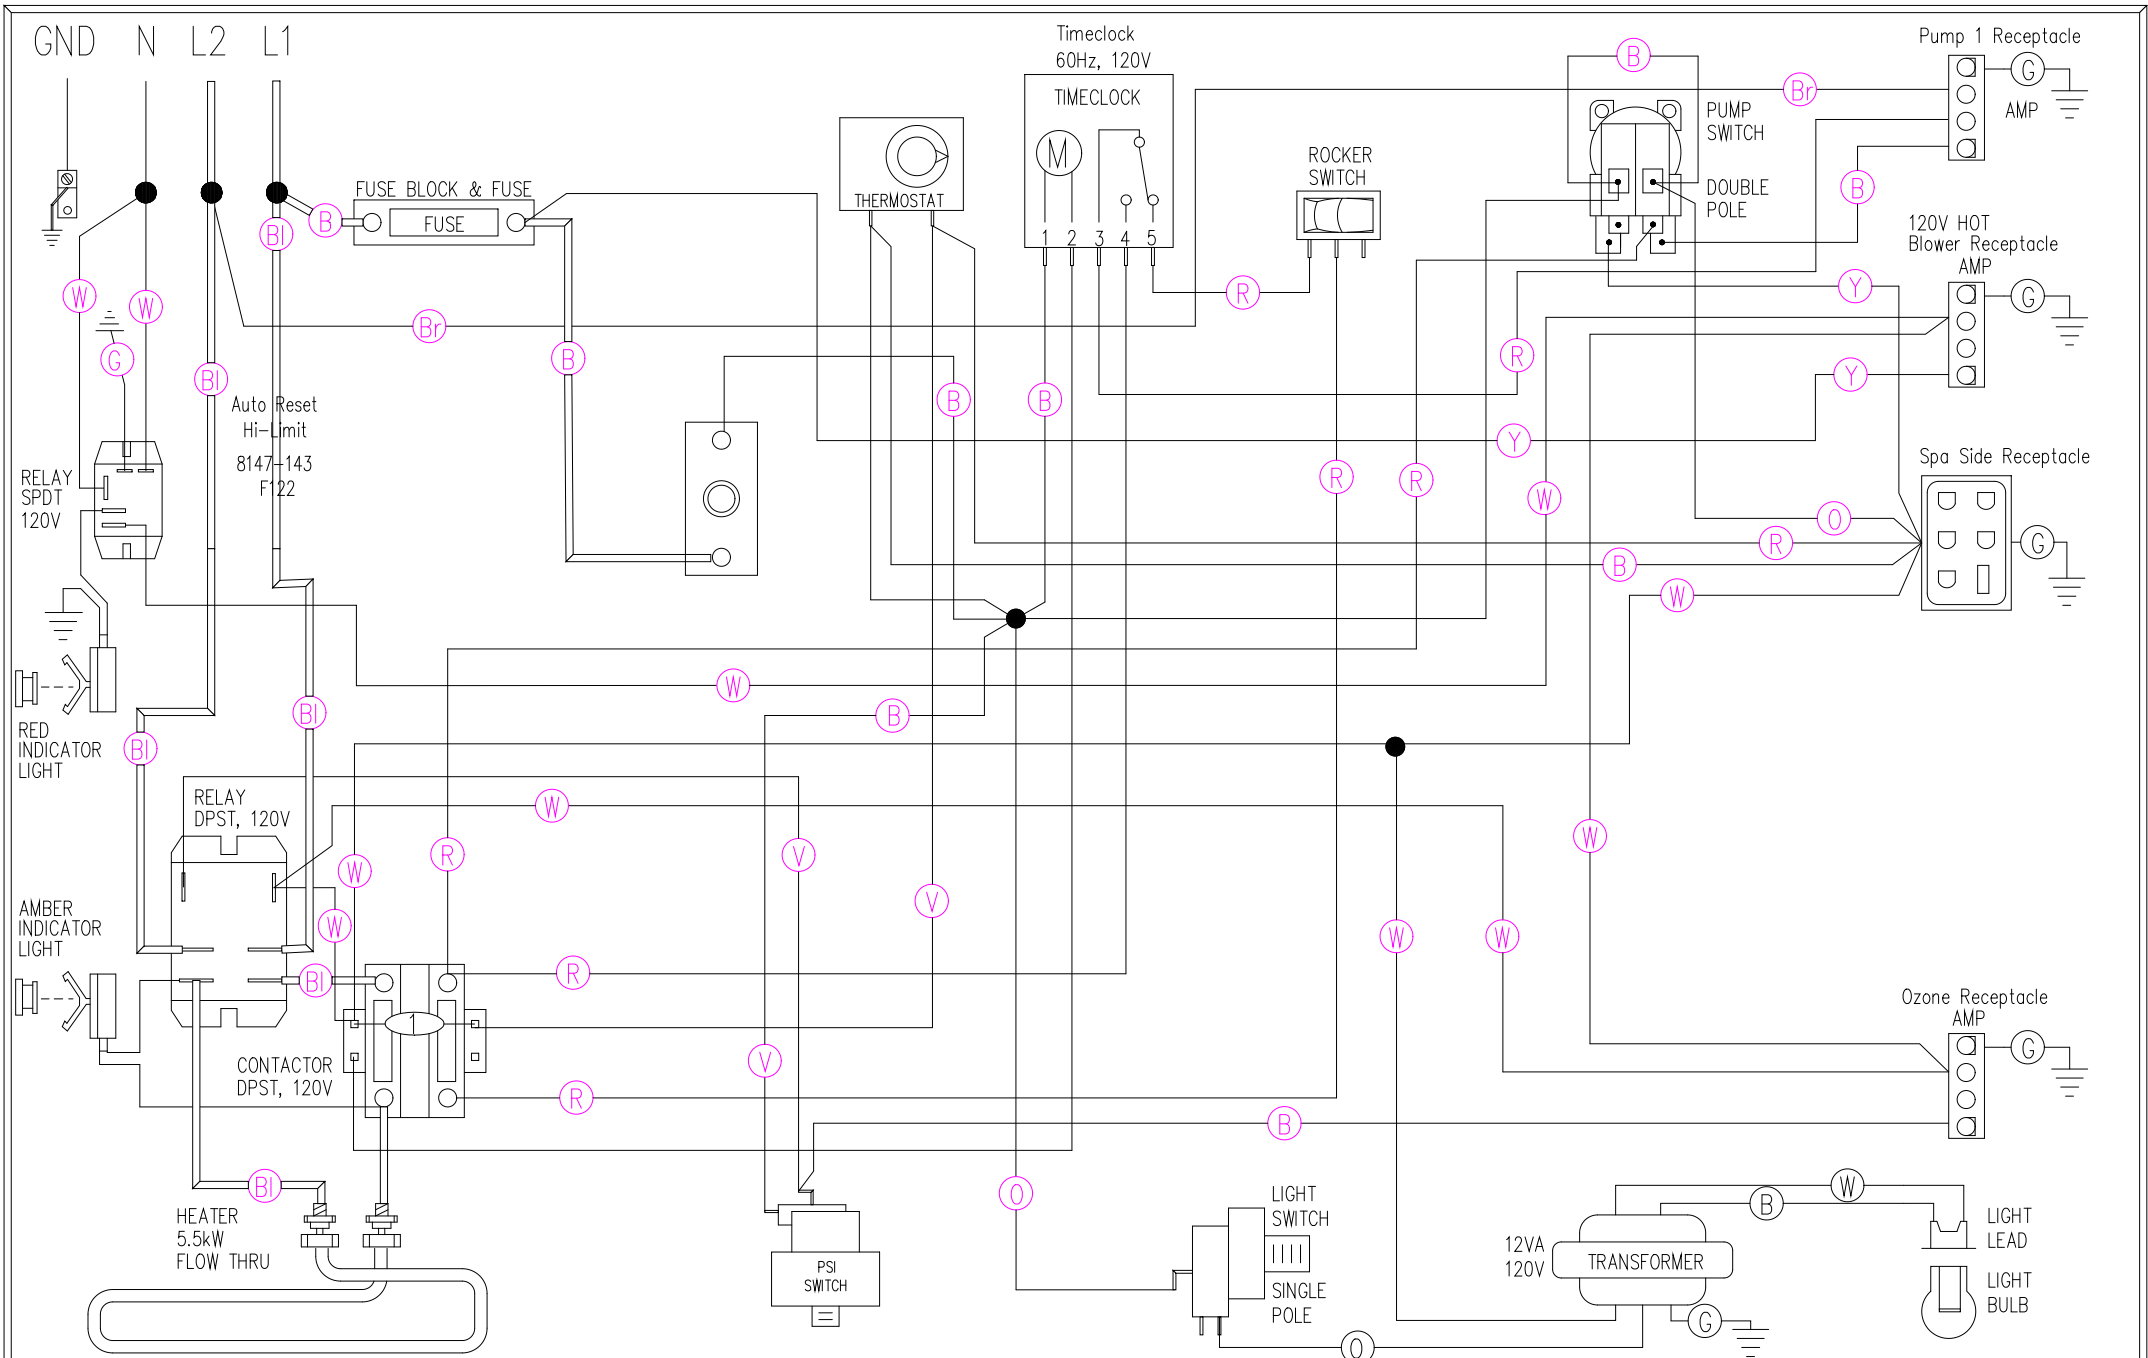 GND N L2 L1
Timeclock
60Hz, 120V
TIMECLOCK
M
1 2 3 4 5
THERMOSTAT
FUSE BLOCK & FUSE
FUSE
ROCKER
SWITCH
PUMP
SWITCH
DOUBLE
POLE
Pump 1 Receptacle
AMP
120V HOT
Blower Receptacle
AMP
Spa Side Receptacle
Ozone Receptacle
AMP
B
Br
G
B
Bl
B
W
W
R
Y
G
Br
G
B
R
Y
Bl
B
B
Y
R
R
W
O
R
G
B
W
W
B
Bl
Bl
W
V
R
W
W
V
W
W
W
Bl
R
G
V
R
B
Bl
O
W
B
G
O
Auto Reset
Hi-Limit
8147-143
F122
RELAY
SPDT
120V
RED
INDICATOR
LIGHT
RELAY
DPST, 120V
AMBER
INDICATOR
LIGHT
1
CONTACTOR
DPST, 120V
HEATER
5.5kW
FLOW THRU
PSI
SWITCH
LIGHT
SWITCH
SINGLE
POLE
12VA
120V
TRANSFORMER
LIGHT
LEAD
LIGHT
BULB